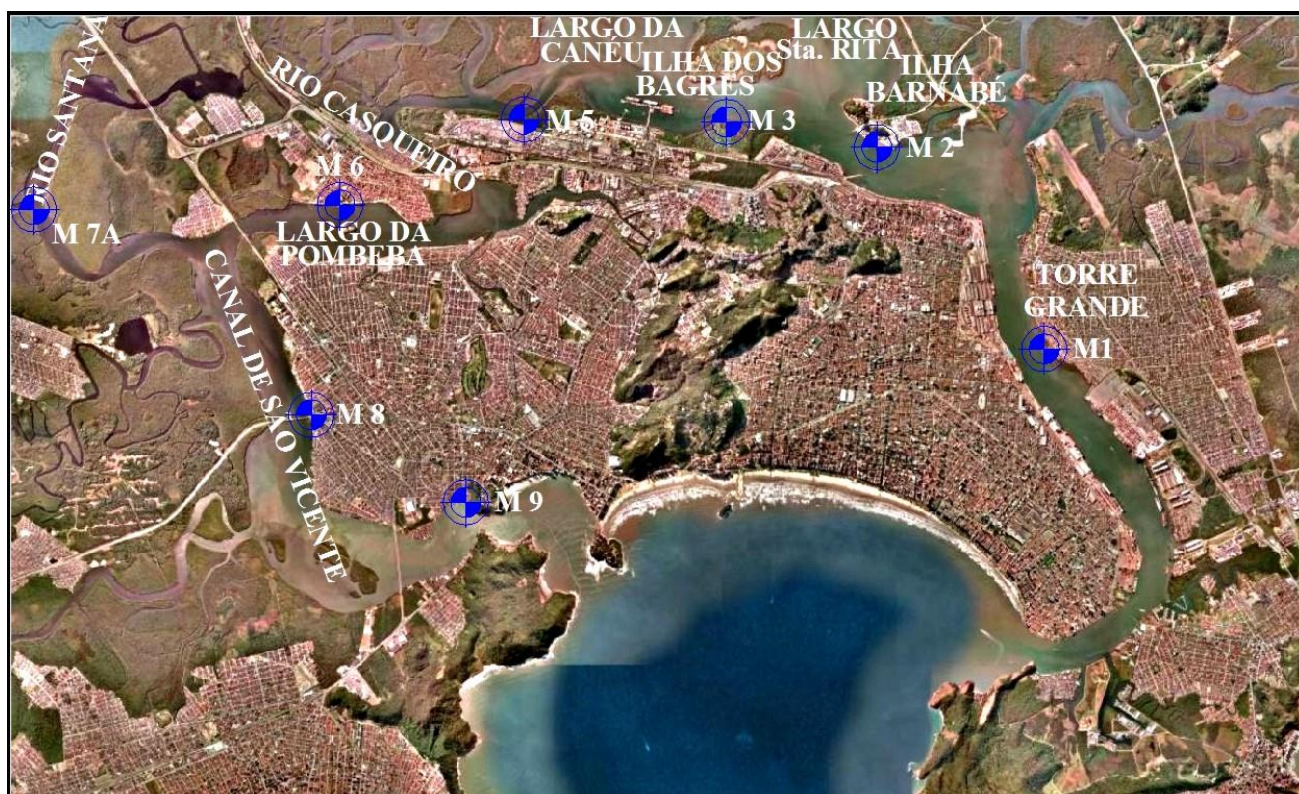 LARGO DA
CANÉU
LARGO
Sta. RITA
ILHA DOS
BAGRES
ILHA
BARNABÉ
RIO CASQUEIRO
RIO SANTANA
M 5
M 3
M 2
M 6
M 7A
LARGO DA
POMBEBA
TORRE
GRANDE
M1
CANAL DE SÃO VICENTE
M 8
M 9